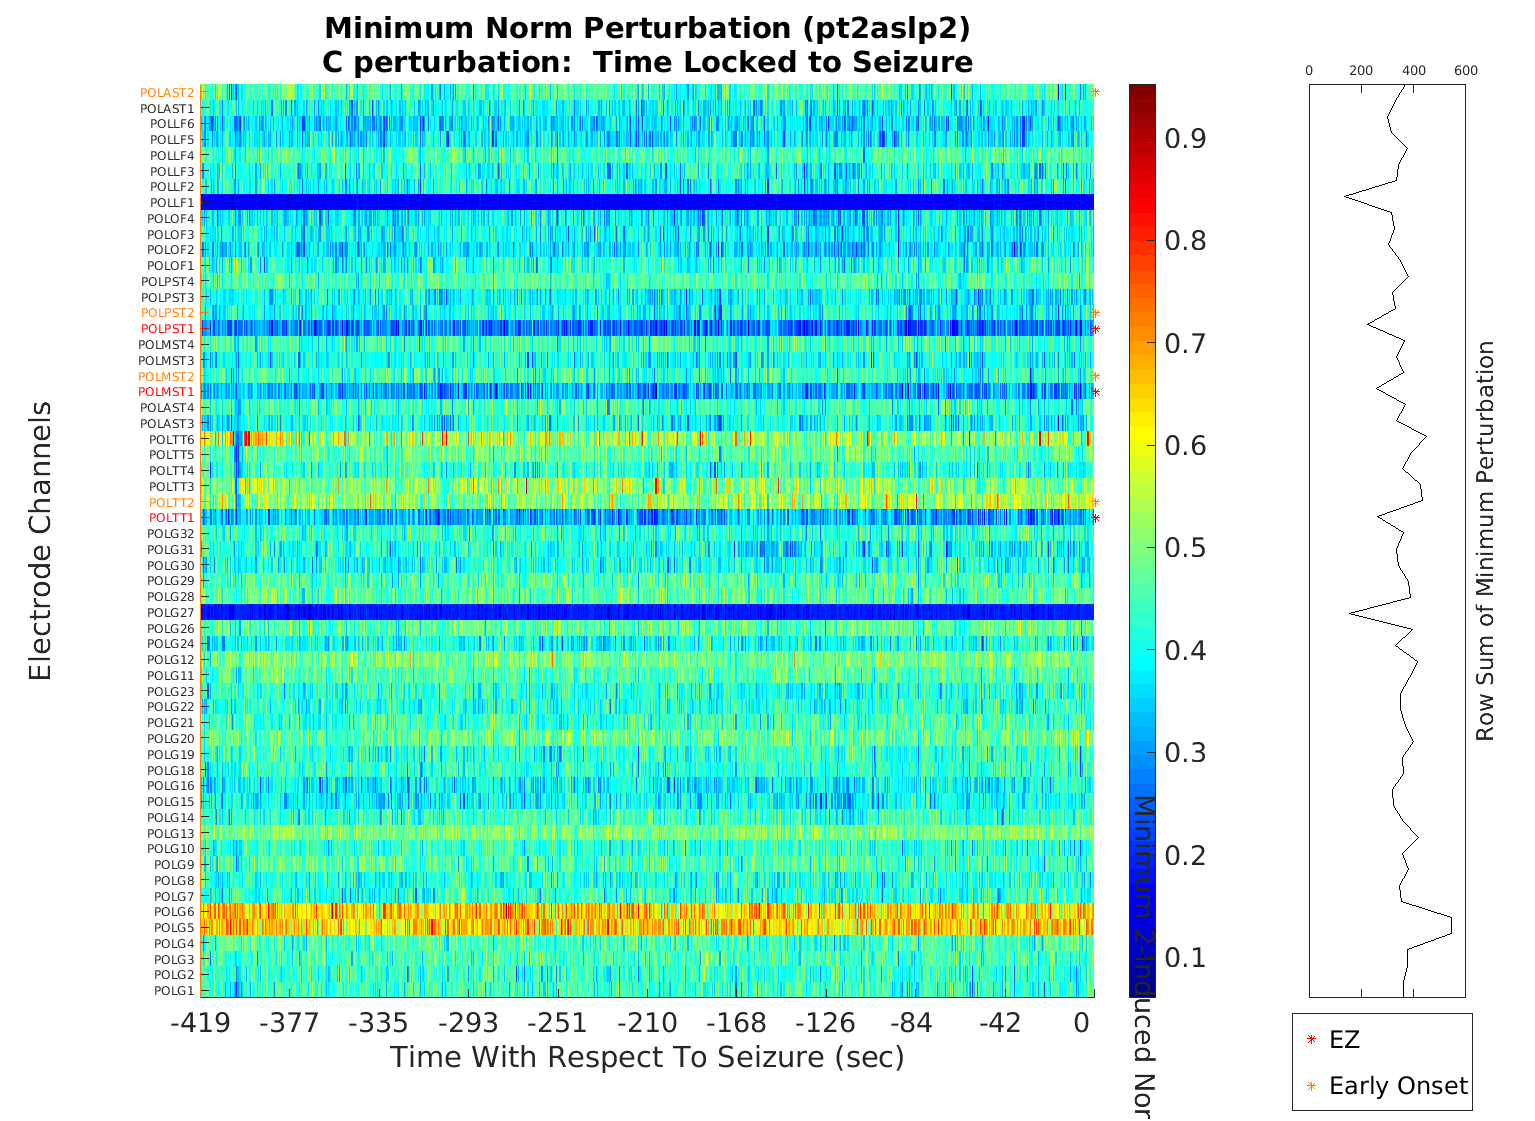 Minimum Norm Perturbation (pt2aslp2)
C perturbation:  Time Locked to Seizure
Electrode Channels
POLAST2
POLAST1
POLLF6
POLLF5
POLLF4
POLLF3
POLLF2
POLLF1
POLOF4
POLOF3
POLOF2
POLOF1
POLPST4
POLPST3
POLPST2
POLPST1
POLMST4
POLMST3
POLMST2
POLMST1
POLAST4
POLAST3
POLTT6
POLTT5
POLTT4
POLTT3
POLTT2
POLTT1
POLG32
POLG31
POLG30
POLG29
POLG28
POLG27
POLG26
POLG24
POLG12
POLG11
POLG23
POLG22
POLG21
POLG20
POLG19
POLG18
POLG16
POLG15
POLG14
POLG13
POLG10
POLG9
POLG8
POLG7
POLG6
POLG5
POLG4
POLG3
POLG2
POLG1
-419 -377 -335 -293 -251 -210 -168 -126 -84 -42 0
Time With Respect To Seizure (sec)
0.9
0.8
0.7
0.6
0.5
0.4
0.3
0.2
0.1
Minimum 2-Induced Nor
0 200 400 600
Row Sum of Minimum Perturbation
EZ
Early Onset